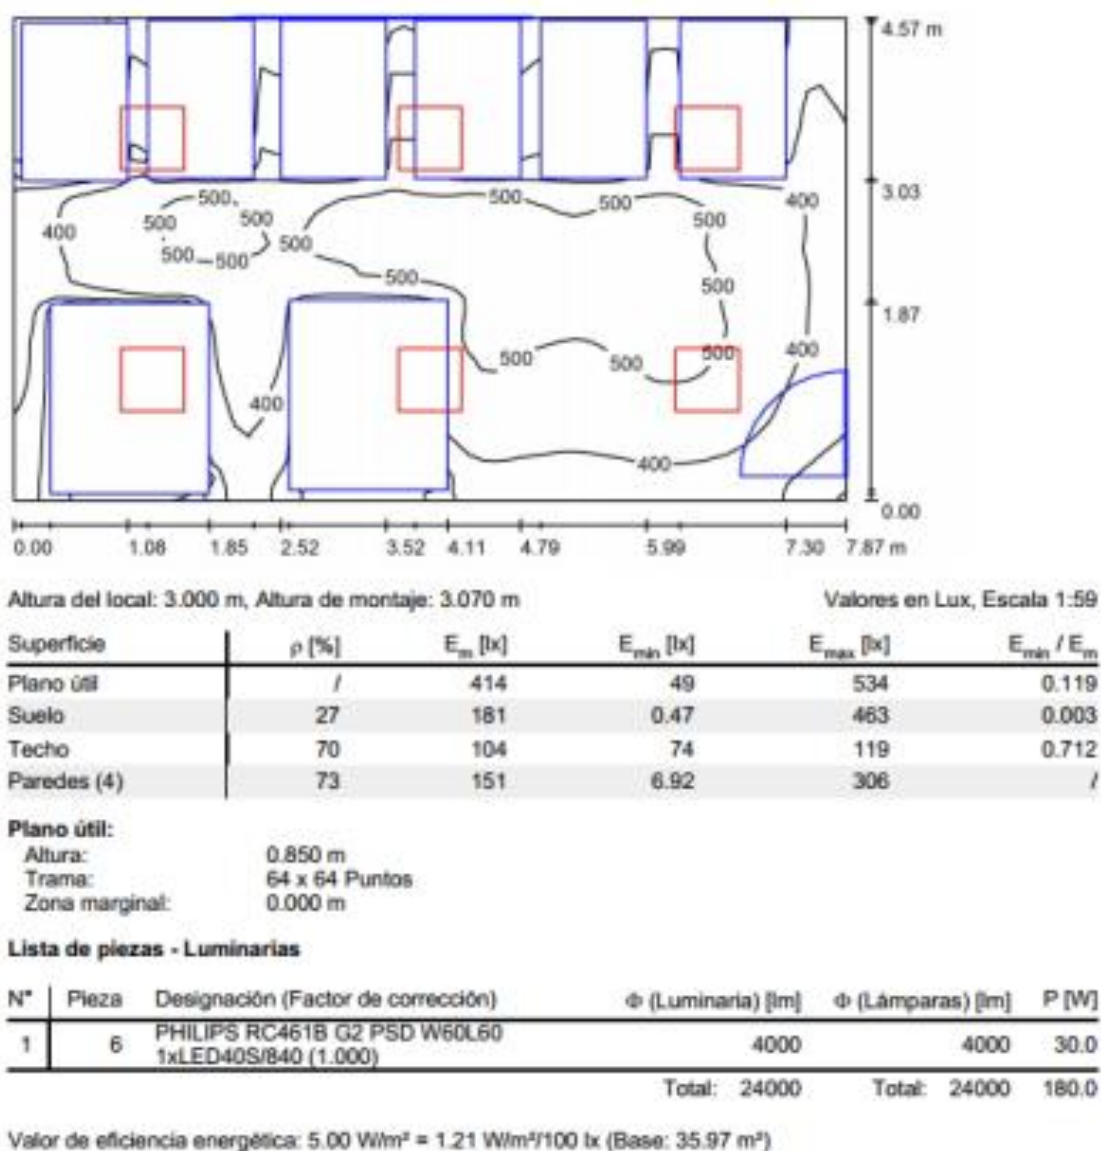 4.57 m
3.03
500
500
500
400
500
500
500
500
400
500
500
500
500
500
1.87
500
500
500
400
400
400
0.00
0.00 1.08 1.85 2.52 3.52 4.11 4.79 5.99 7.30 7.87 m
Altura del local: 3.000 m, Altura de montaje: 3.070 m Valores en Lux, Escala 1:59
Superficie ρ [%] Em [lx] Emin [lx] Emax [lx] Emin / Em
Plano útil / 414 49 534 0.119
Suelo 27 181 0.47 463 0.003
Techo 70 104 74 119 0.712
Paredes (4) 73 151 6.92 306 /
Plano útil:
Altura: 0.850 m
Trama: 64 x 64 Puntos
Zona marginal: 0.000 m
Lista de piezas - Luminarias
N° Pieza Designación (Factor de corrección) Φ (Luminaria) [lm] Φ (Lámparas) [lm] P [W]
1 6 PHILIPS RC461B G2 PSD W60L60 4000 4000 30.0
1xLED40S/840 (1.000)
Total: 24000 Total: 24000 180.0
Valor de eficiencia energética: 5.00 W/m² = 1.21 W/m²/100 lx (Base: 35.97 m²)